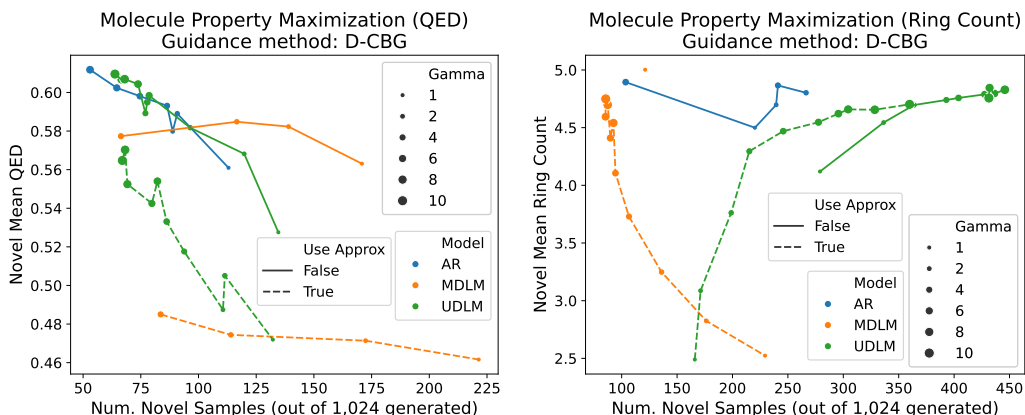 Molecule Property Maximization (QED)
Guidance method: D-CBG
Novel Mean QED
0.60
0.58
0.56
0.54
0.52
0.50
0.48
0.46
50
75
100
125
150
175
200
225
Num. Novel Samples (out of 1,024 generated)
Gamma
1
2
4
6
8
10
Use Approx
False
True
Model
AR
MDLM
UDLM
Molecule Property Maximization (Ring Count)
Guidance method: D-CBG
Novel Mean Ring Count
5.0
4.5
4.0
3.5
3.0
2.5
100
150
200
250
300
350
400
450
Num. Novel Samples (out of 1,024 generated)
Use Approx
False
True
Model
AR
MDLM
UDLM
Gamma
1
2
4
6
8
10